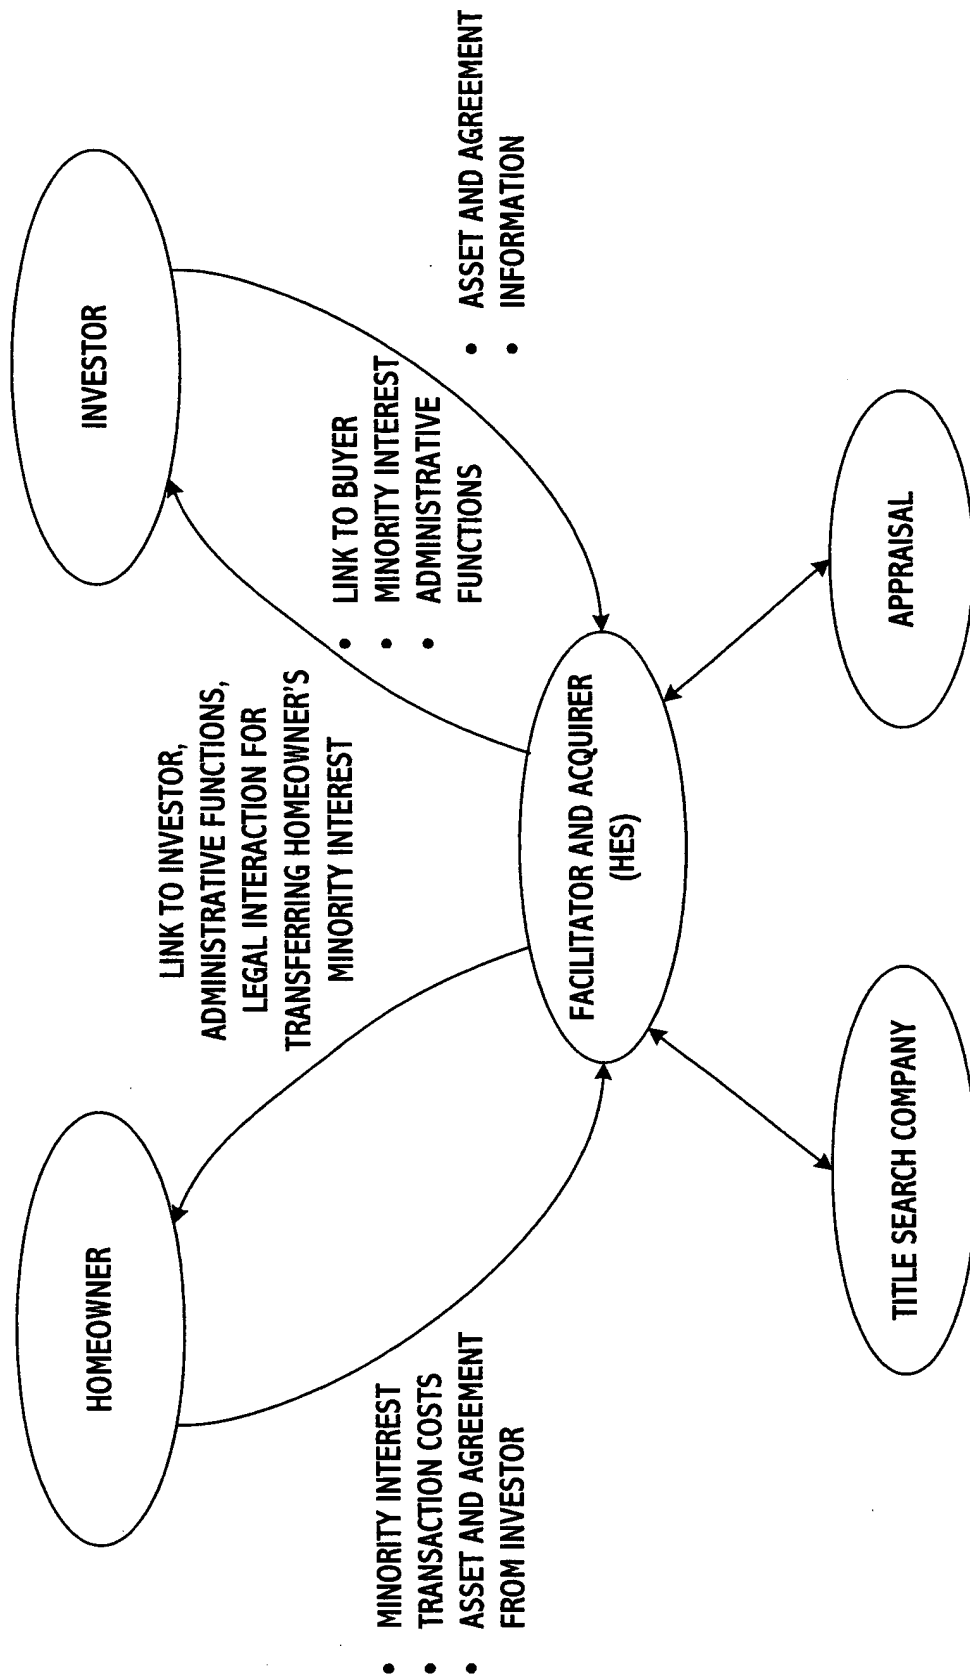 HOMEOWNER
INVESTOR
LINK TO INVESTOR,
ADMINISTRATIVE FUNCTIONS,
LEGAL INTERACTION FOR
TRANSFERRING HOMEOWNER'S
MINORITY INTEREST
• LINK TO BUYER
• MINORITY INTEREST
• ADMINISTRATIVE
FUNCTIONS
• MINORITY INTEREST
• TRANSACTION COSTS
• ASSET AND AGREEMENT
FROM INVESTOR
• ASSET AND AGREEMENT
• INFORMATION
FACILITATOR AND ACQUIRER
(HES)
TITLE SEARCH COMPANY
APPRAISAL